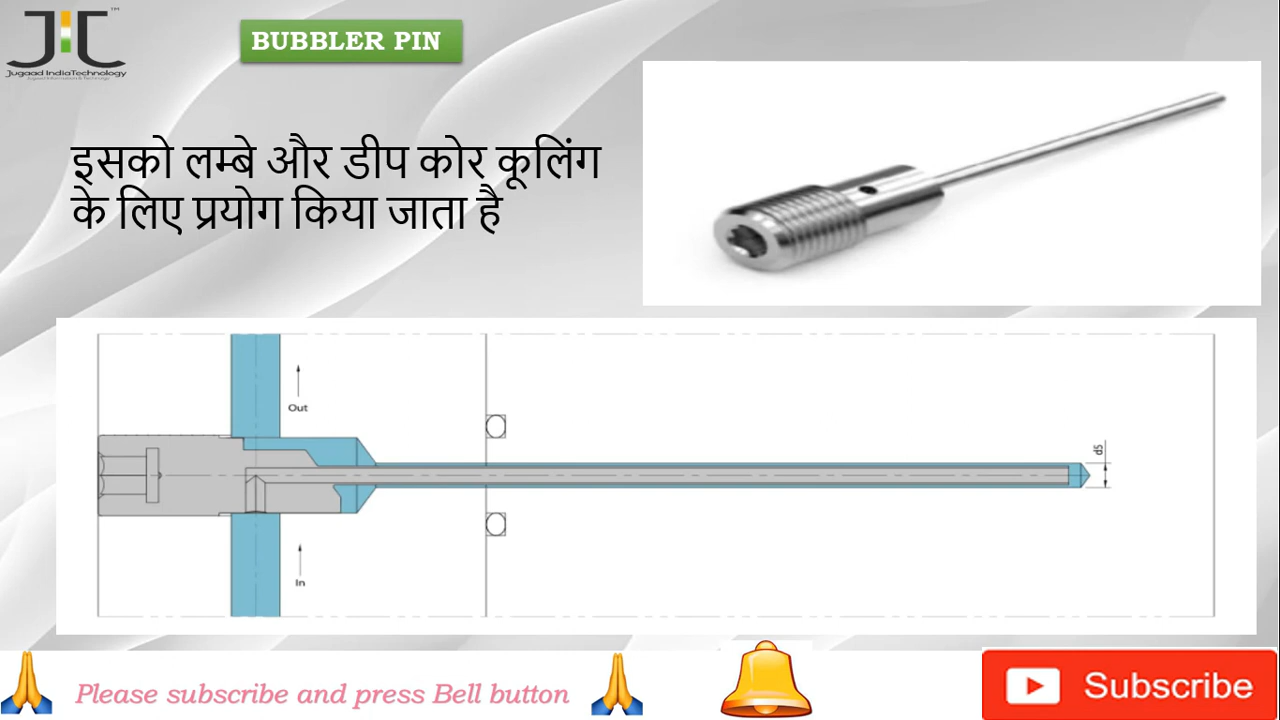 JIC
TM
Jugaad IndiaTechnology
BUBBLER PIN
इसको लम्बे और डीप कोर कूलिंग
के लिए प्रयोग किया जाता है
Out
d5
In
Please subscribe and press Bell button
Subscribe